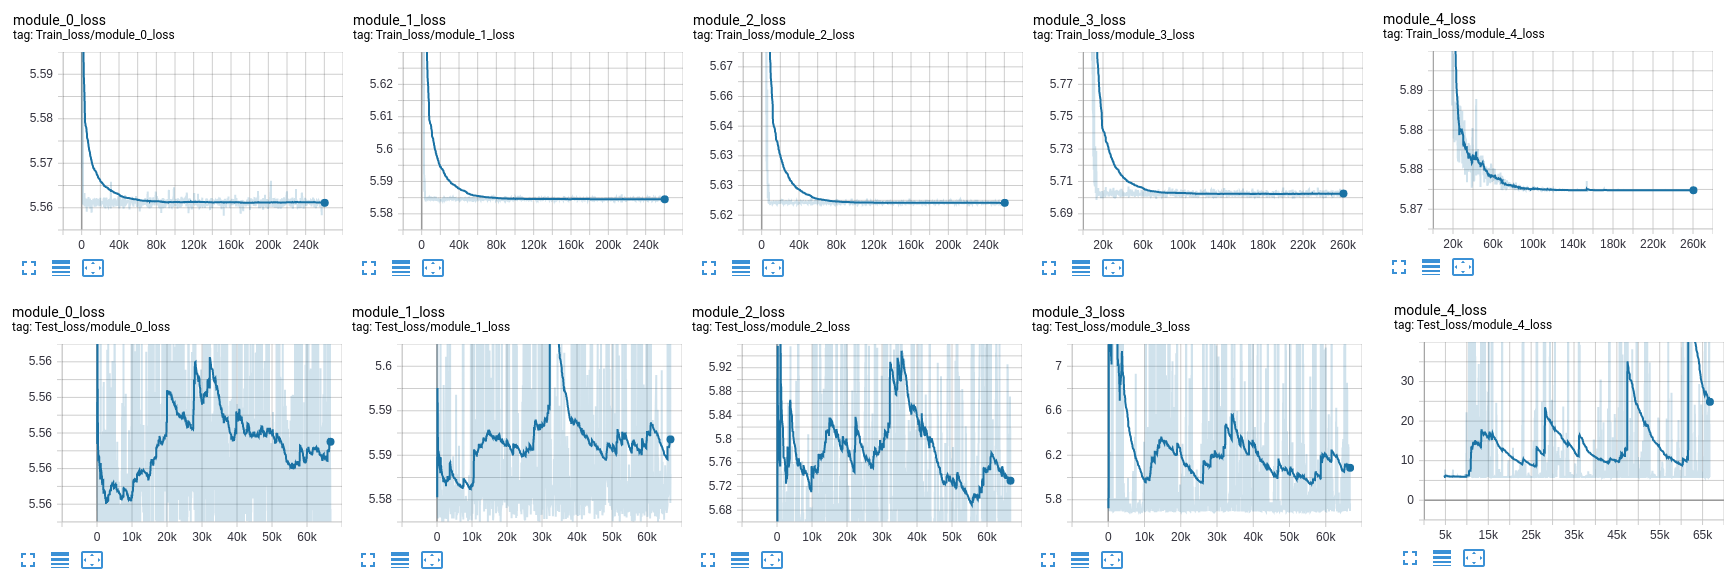 module_0_loss
tag: Train_loss/module_0_loss
5.59
5.58
5.57
5.56
0 40k 80k 120k 160k 200k 240k
module_1_loss
tag: Train_loss/module_1_loss
5.62
5.61
5.6
5.59
5.58
0 40k 80k 120k 160k 200k 240k
module_2_loss
tag: Train_loss/module_2_loss
5.67
5.66
5.64
5.63
5.63
5.62
0 40k 80k 120k 160k 200k 240k
module_3_loss
tag: Train_loss/module_3_loss
5.77
5.75
5.73
5.71
5.69
20k 60k 100k 140k 180k 220k 260k
module_4_loss
tag: Train_loss/module_4_loss
5.89
5.88
5.88
5.87
20k 60k 100k 140k 180k 220k 260k
module_0_loss
tag: Test_loss/module_0_loss
5.56
5.56
5.56
5.56
5.56
0 10k 20k 30k 40k 50k 60k
module_1_loss
tag: Test_loss/module_1_loss
5.6
5.59
5.59
5.58
0 10k 20k 30k 40k 50k 60k
module_2_loss
tag: Test_loss/module_2_loss
5.92
5.88
5.84
5.8
5.76
5.72
5.68
0 10k 20k 30k 40k 50k 60k
module_3_loss
tag: Test_loss/module_3_loss
7
6.6
6.2
5.8
0 10k 20k 30k 40k 50k 60k
module_4_loss
tag: Test_loss/module_4_loss
30
20
10
0
5k 15k 25k 35k 45k 55k 65k